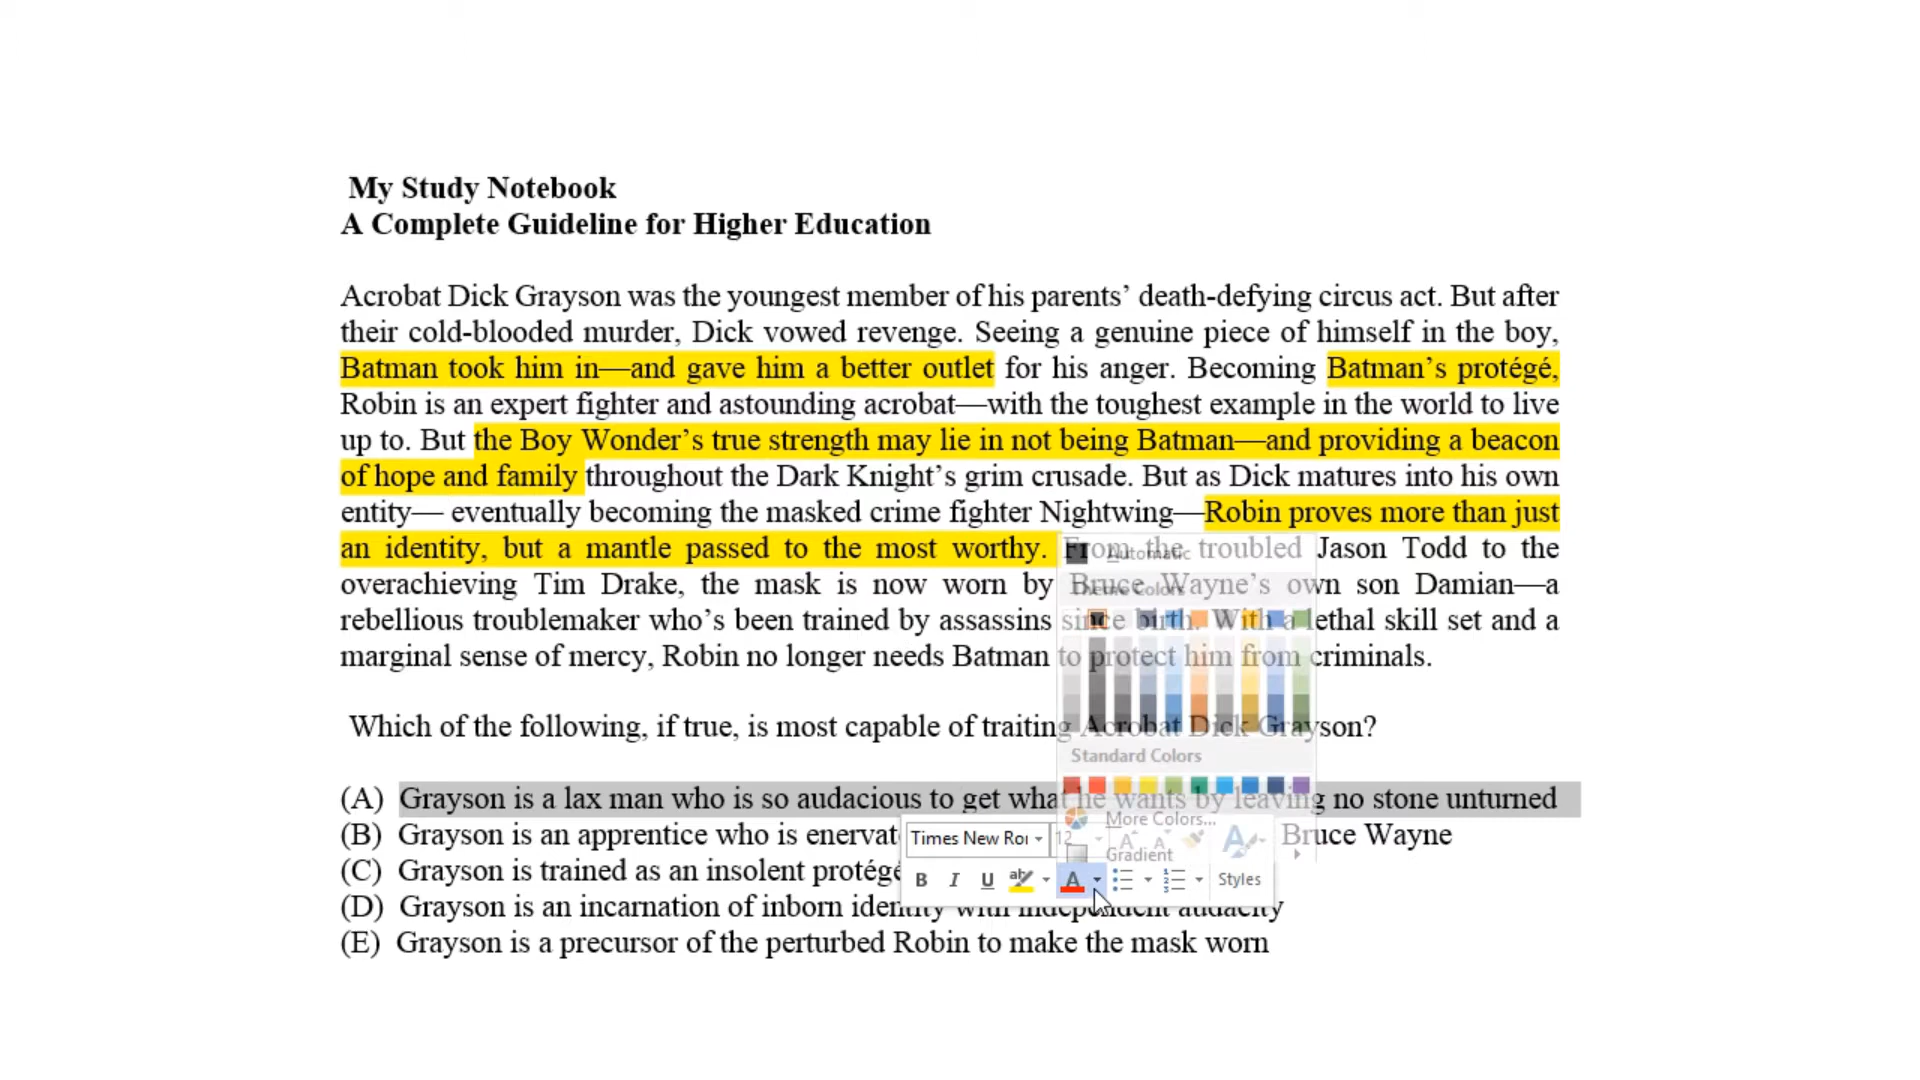 My Study Notebook
A Complete Guideline for Higher Education
Acrobat Dick Grayson was the youngest member of his parents’ death-defying circus act. But after
their cold-blooded murder, Dick vowed revenge. Seeing a genuine piece of himself in the boy,
Batman took him in—and gave him a better outlet for his anger. Becoming Batman’s protégé,
Robin is an expert fighter and astounding acrobat—with the toughest example in the world to live
up to. But the Boy Wonder’s true strength may lie in not being Batman—and providing a beacon
of hope and family throughout the Dark Knight’s grim crusade. But as Dick matures into his own
entity— eventually becoming the masked crime fighter Nightwing—Robin proves more than just
an identity, but a mantle passed to the most worthy. From the troubled Jason Todd to the
Automatic
overachieving Tim Drake, the mask is now worn by Bruce Wayne’s own son Damian—a
Theme Colors
rebellious troublemaker who’s been trained by assassins since birth. With a lethal skill set and a
marginal sense of mercy, Robin no longer needs Batman to protect him from criminals.
Which of the following, if true, is most capable of traiting Acrobat Dick Grayson?
Standard Colors
(A) Grayson is a lax man who is so audacious to get what he wants by leaving no stone unturned
More Colors...
(B) Grayson is an apprentice who is Bruce Wayne
Times New Ro 12
Gradient
(C) Grayson is trained as an insolent
B I U A Styles
(D) Grayson is an incarnation of inborn identity with independent audacity
(E) Grayson is a precursor of the perturbed Robin to make the mask worn